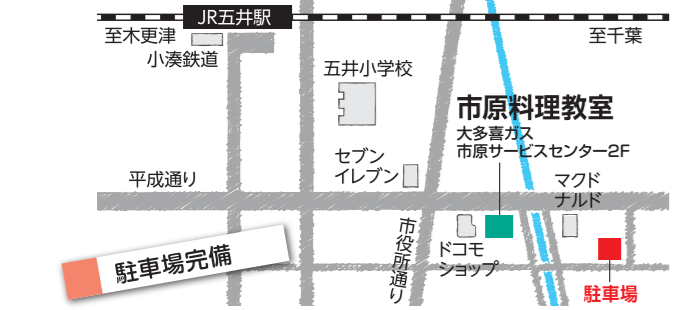 JR五井駅
至木更津
至千葉
小湊鉄道
五井小学校
市原料理教室
大多喜ガス
市原サービスセンター2F
セブン
イレブン
平成通り
マクド
ナルド
市役所通り
ドコモ
ショップ
駐車場完備
駐車場